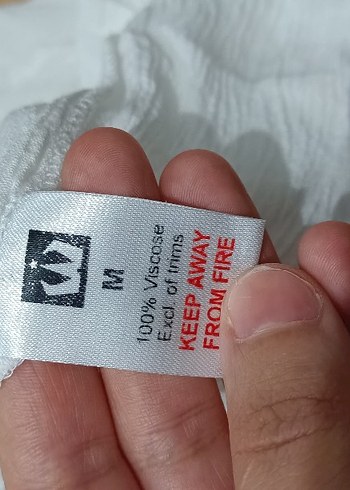 M
100% Viscose
Excl. of trims
KEEP AWAY
FROM FIRE